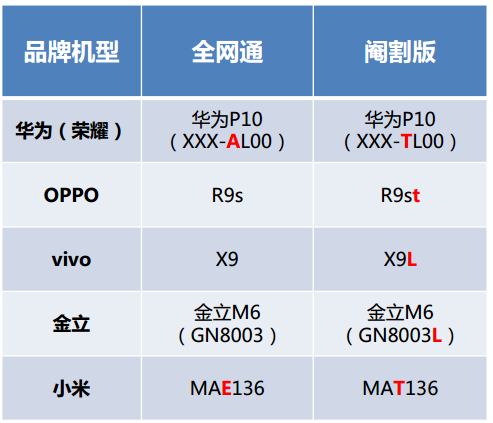 品牌机型 全网通 阉割版
华为（荣耀） 华为P10 华为P10
（XXX-AL00） （XXX-TL00）
OPPO R9s R9st
vivo X9 X9L
金立 金立M6 金立M6
（GN8003） （GN8003L）
小米 MAE136 MAT136